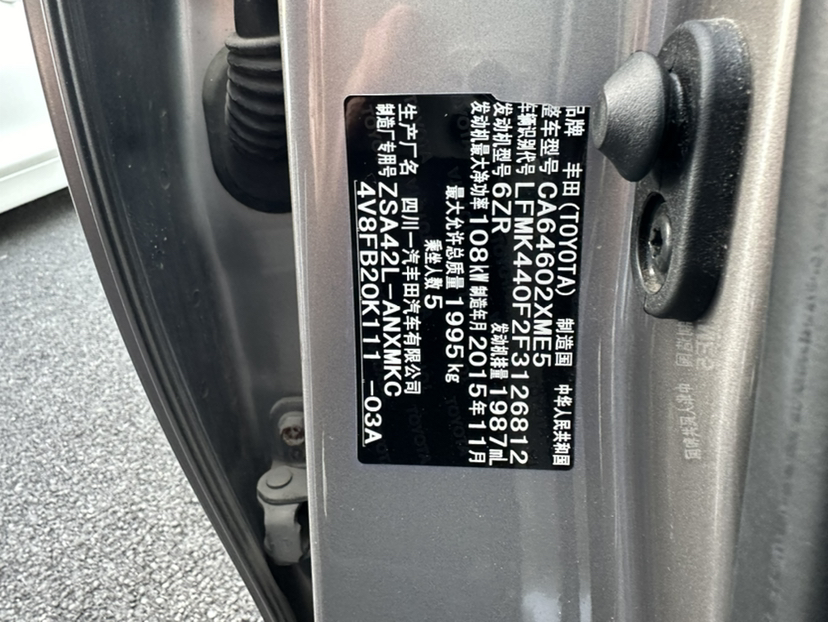 品牌 丰田(TOYOTA) 制造国 中华人民共和国
整车型号 CA64602XME5
车辆识别代号 LFMK440F2F3126812
发动机型号 6ZR 发动机排量 1987mL
发动机最大净功率 108kW 制造年月 2015年11月
最大允许总质量 1995kg
乘坐人数 5
生产厂名 四川一汽丰田汽车有限公司
制造厂专用号 ZSA42L-ANXMKC
4V8FB20K111 -03A